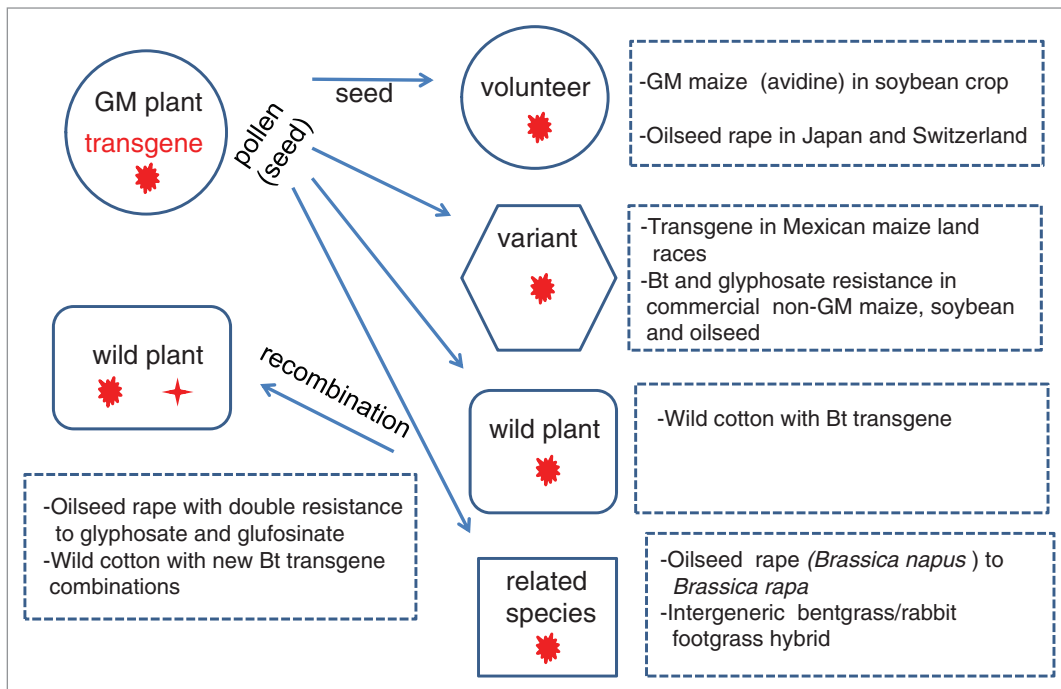 GM plant
transgene
seed
pollen
(seed)
volunteer
-GM maize (avidine) in soybean crop
-Oilseed rape in Japan and Switzerland
variant
-Transgene in Mexican maize land
races
-Bt and glyphosate resistance in
commercial non-GM maize, soybean
and oilseed
wild plant
recombination
wild plant
-Wild cotton with Bt transgene
-Oilseed rape with double resistance
to glyphosate and glufosinate
-Wild cotton with new Bt transgene
combinations
related
species
-Oilseed rape (Brassica napus ) to
Brassica rapa
-Intergeneric bentgrass/rabbit
footgrass hybrid